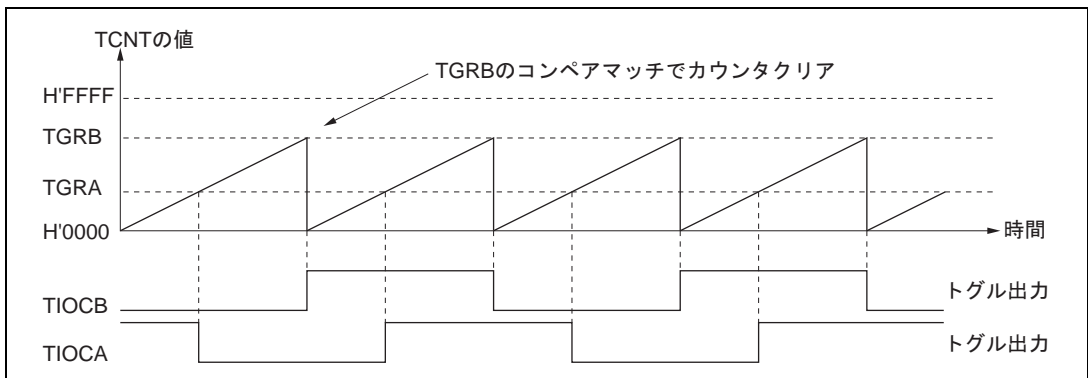 TCNTの値
TGRBのコンペアマッチでカウンタクリア
H'FFFF
TGRB
TGRA
H'0000
時間
TIOCB
トグル出力
TIOCA
トグル出力